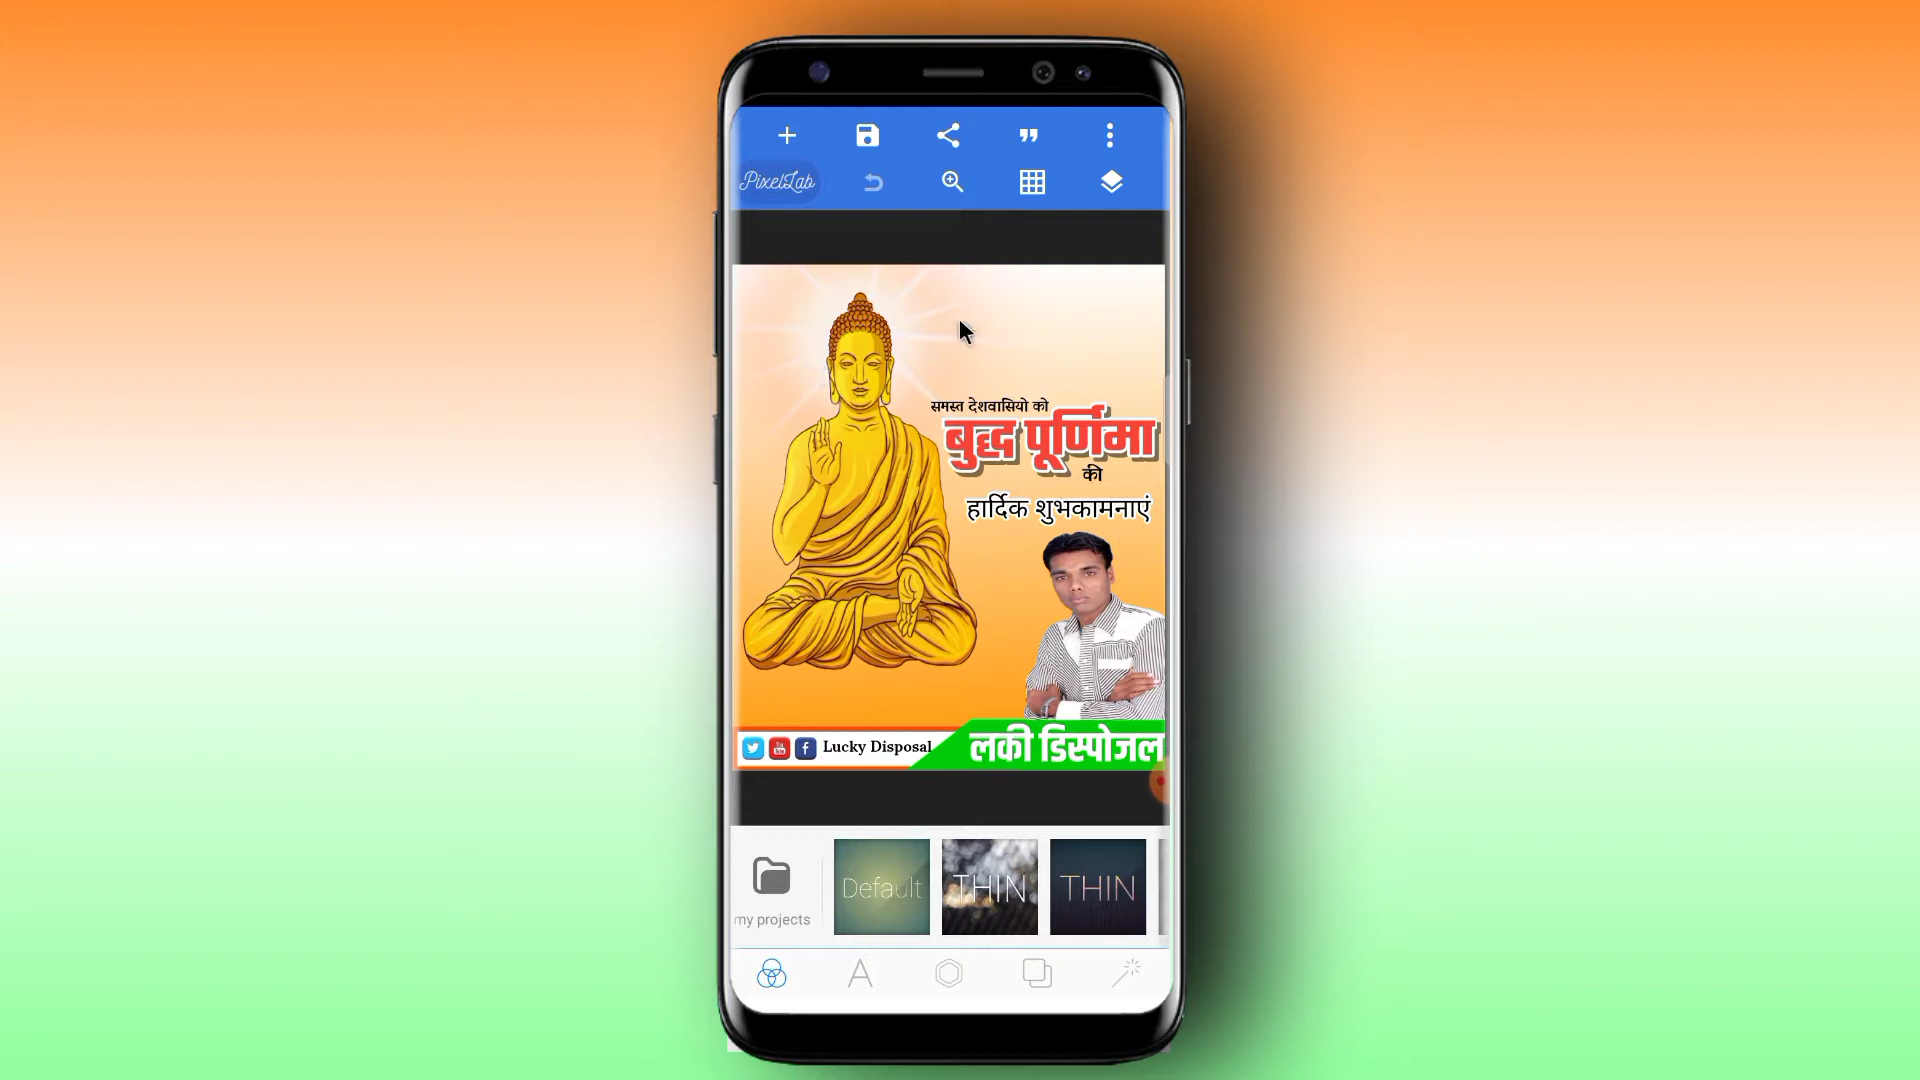 PixelLab
समस्त देशवासियो को
बुद्ध पूर्णिमा
की
हार्दिक शुभकामनाएं
Lucky Disposal
लकी डिस्पोजल
my projects
Default
THIN
THIN